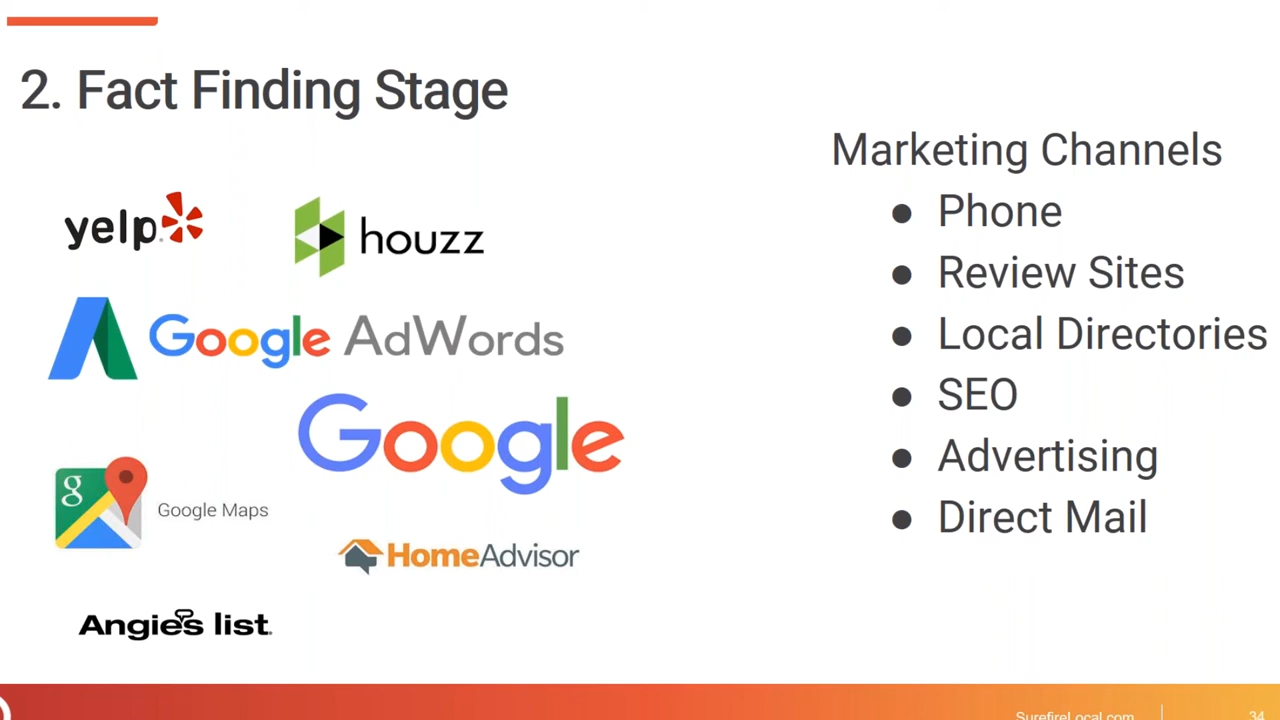 2. Fact Finding Stage
yelp
houzz
Google AdWords
Google
g
Google Maps
HomeAdvisor
Angie's list
Marketing Channels
● Phone
● Review Sites
● Local Directories
● SEO
● Advertising
● Direct Mail
SurefireLocal.com
34